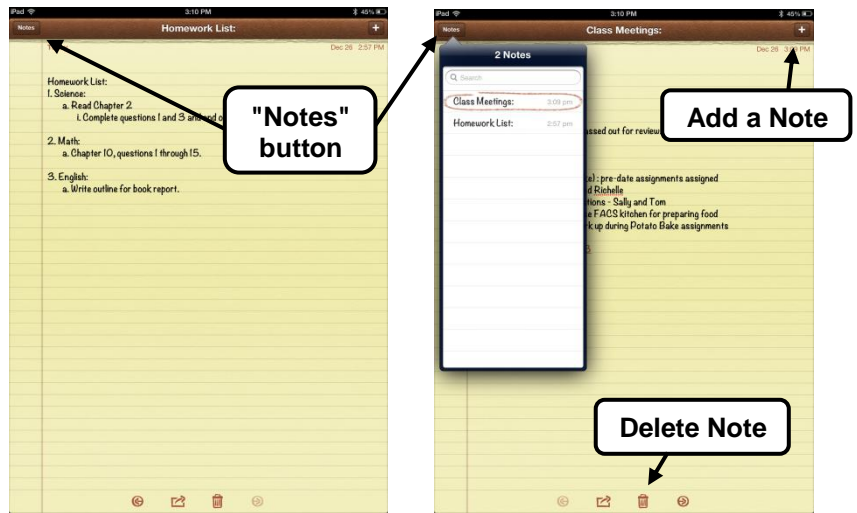 iPad 3:10 PM 45%
Notes Homework List: +
Dec 26 2:57 PM
Homework List:
1. Science:
a. Read Chapter 2
i. Complete questions 1 and 3 and
2. Math:
a. Chapter 10, questions 1 through 15.
3. English:
a. Write outline for book report.
"Notes"
button
iPad 3:10 PM 45%
Notes Class Meetings: +
Dec 26 PM
2 Notes
Search
Class Meetings: 3:09 pm
Homework List: 2:57 pm
assed out for review
Add a Note
: pre-date assignments assigned
d Richelle
tions - Sally and Tom
e FACS kitchen for preparing food
k up during Potato Bake assignments
Delete Note